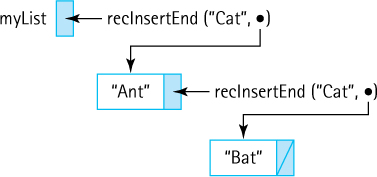 myList recInsertEnd ("Cat", )
"Ant" recInsertEnd ("Cat", )
"Bat"